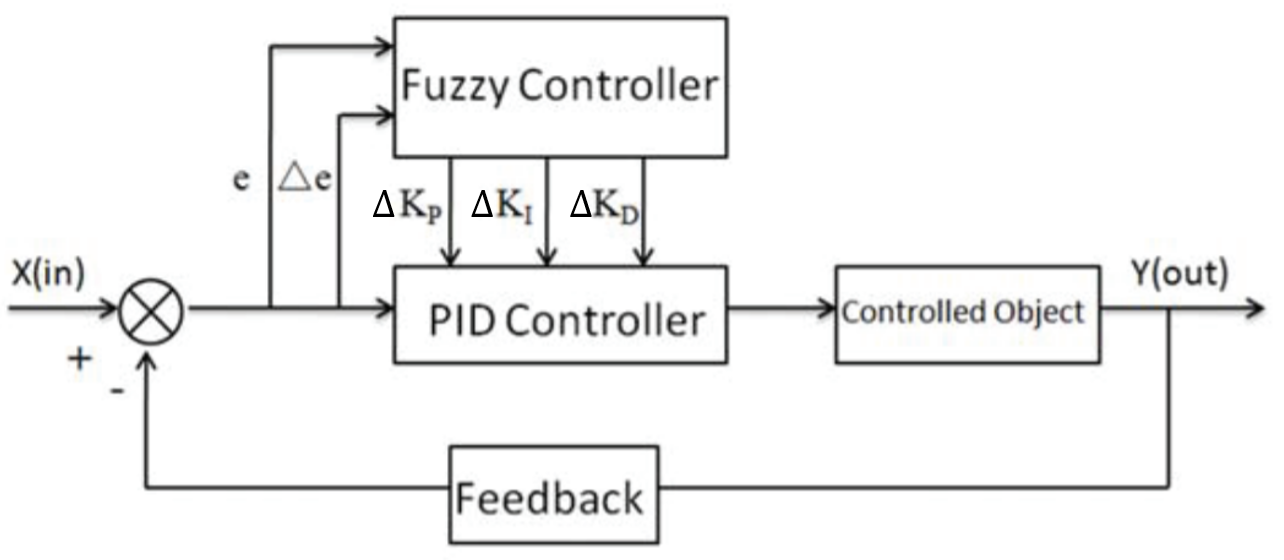 Fuzzy Controller
e △e
ΔKP ΔKI ΔKD
X(in)
PID Controller
Controlled Object
Y(out)
+
-
Feedback